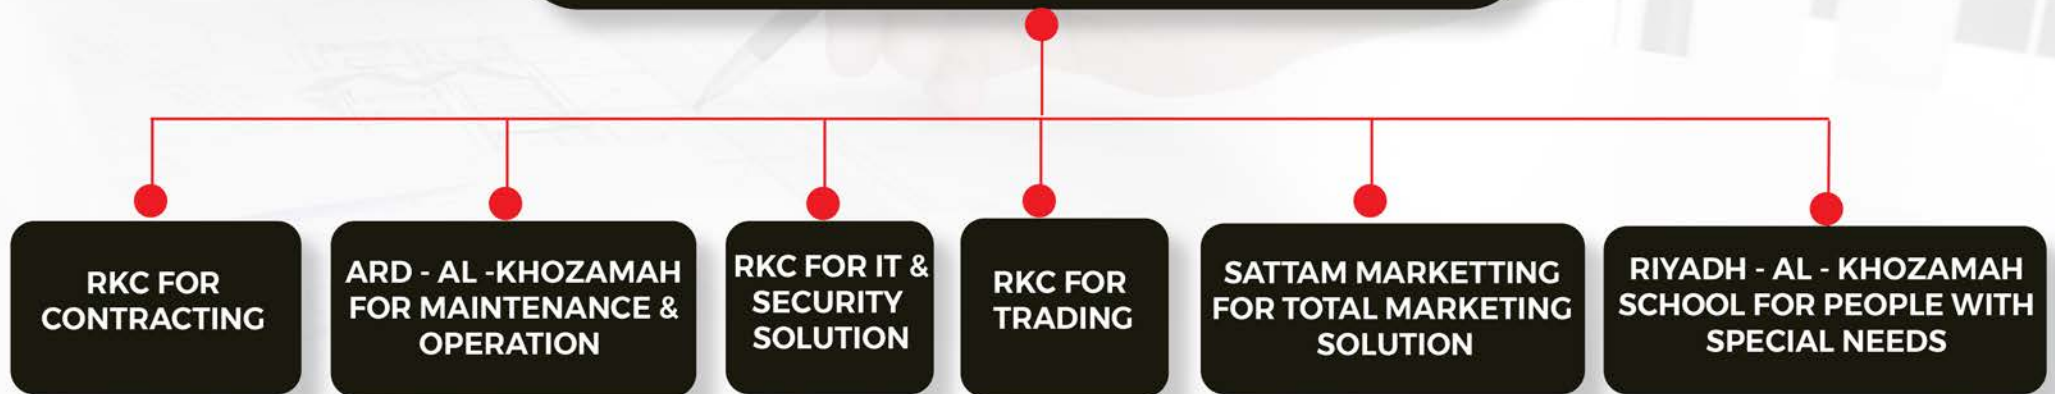 RKC FOR
CONTRACTING
ARD - AL -KHOZAMAH
FOR MAINTENANCE &
OPERATION
RKC FOR IT &
SECURITY
SOLUTION
RKC FOR
TRADING
SATTAM MARKETTING
FOR TOTAL MARKETING
SOLUTION
RIYADH - AL - KHOZAMAH
SCHOOL FOR PEOPLE WITH
SPECIAL NEEDS